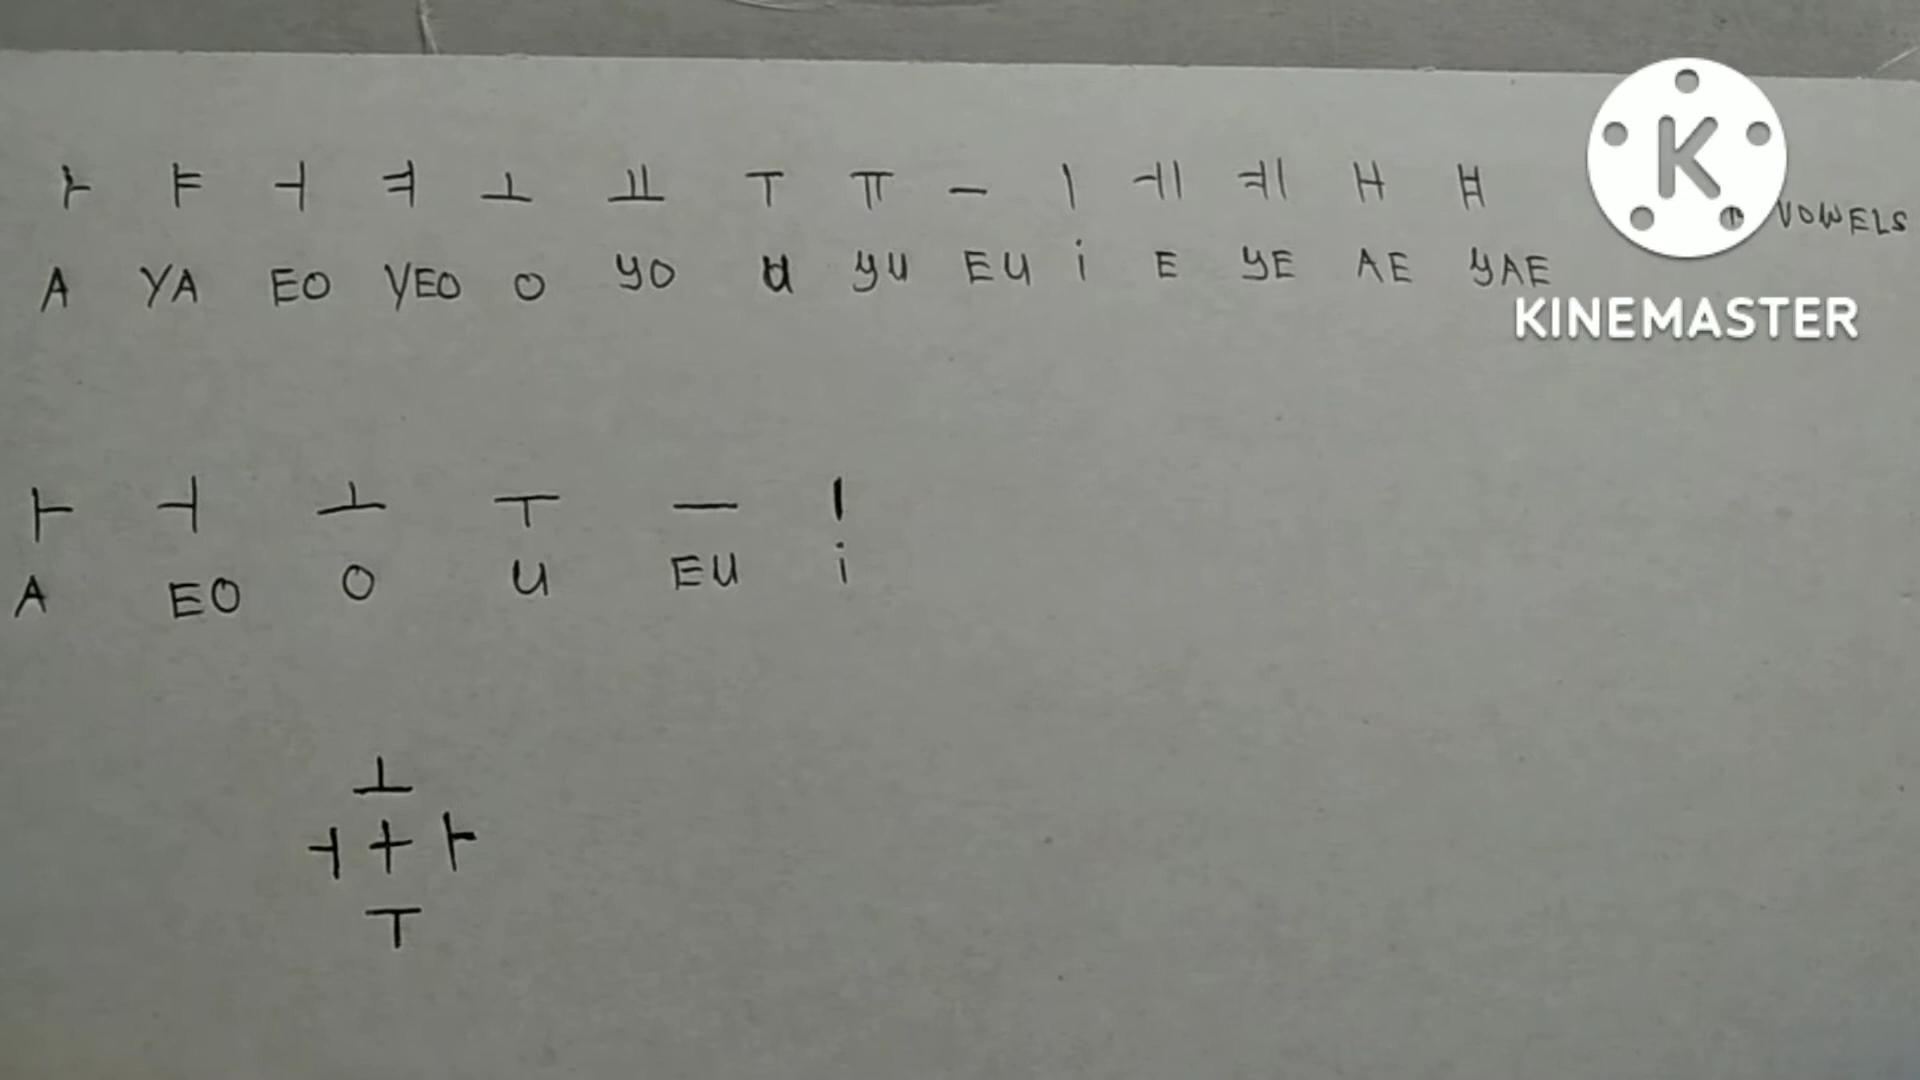 ㅏ ㅑ ㅓ ㅕ ㅗ ㅛ ㅜ ㅠ ㅡ ㅣ ㅔ ㅖ ㅐ ㅒ VOWELS
A YA EO YEO O YO U YU EU i E YE AE YAE
K
KINEMASTER
ㅏ ㅓ ㅗ ㅜ ㅡ ㅣ
A EO O U EU i
ㅗ
ㅓ + ㅏ
ㅜ